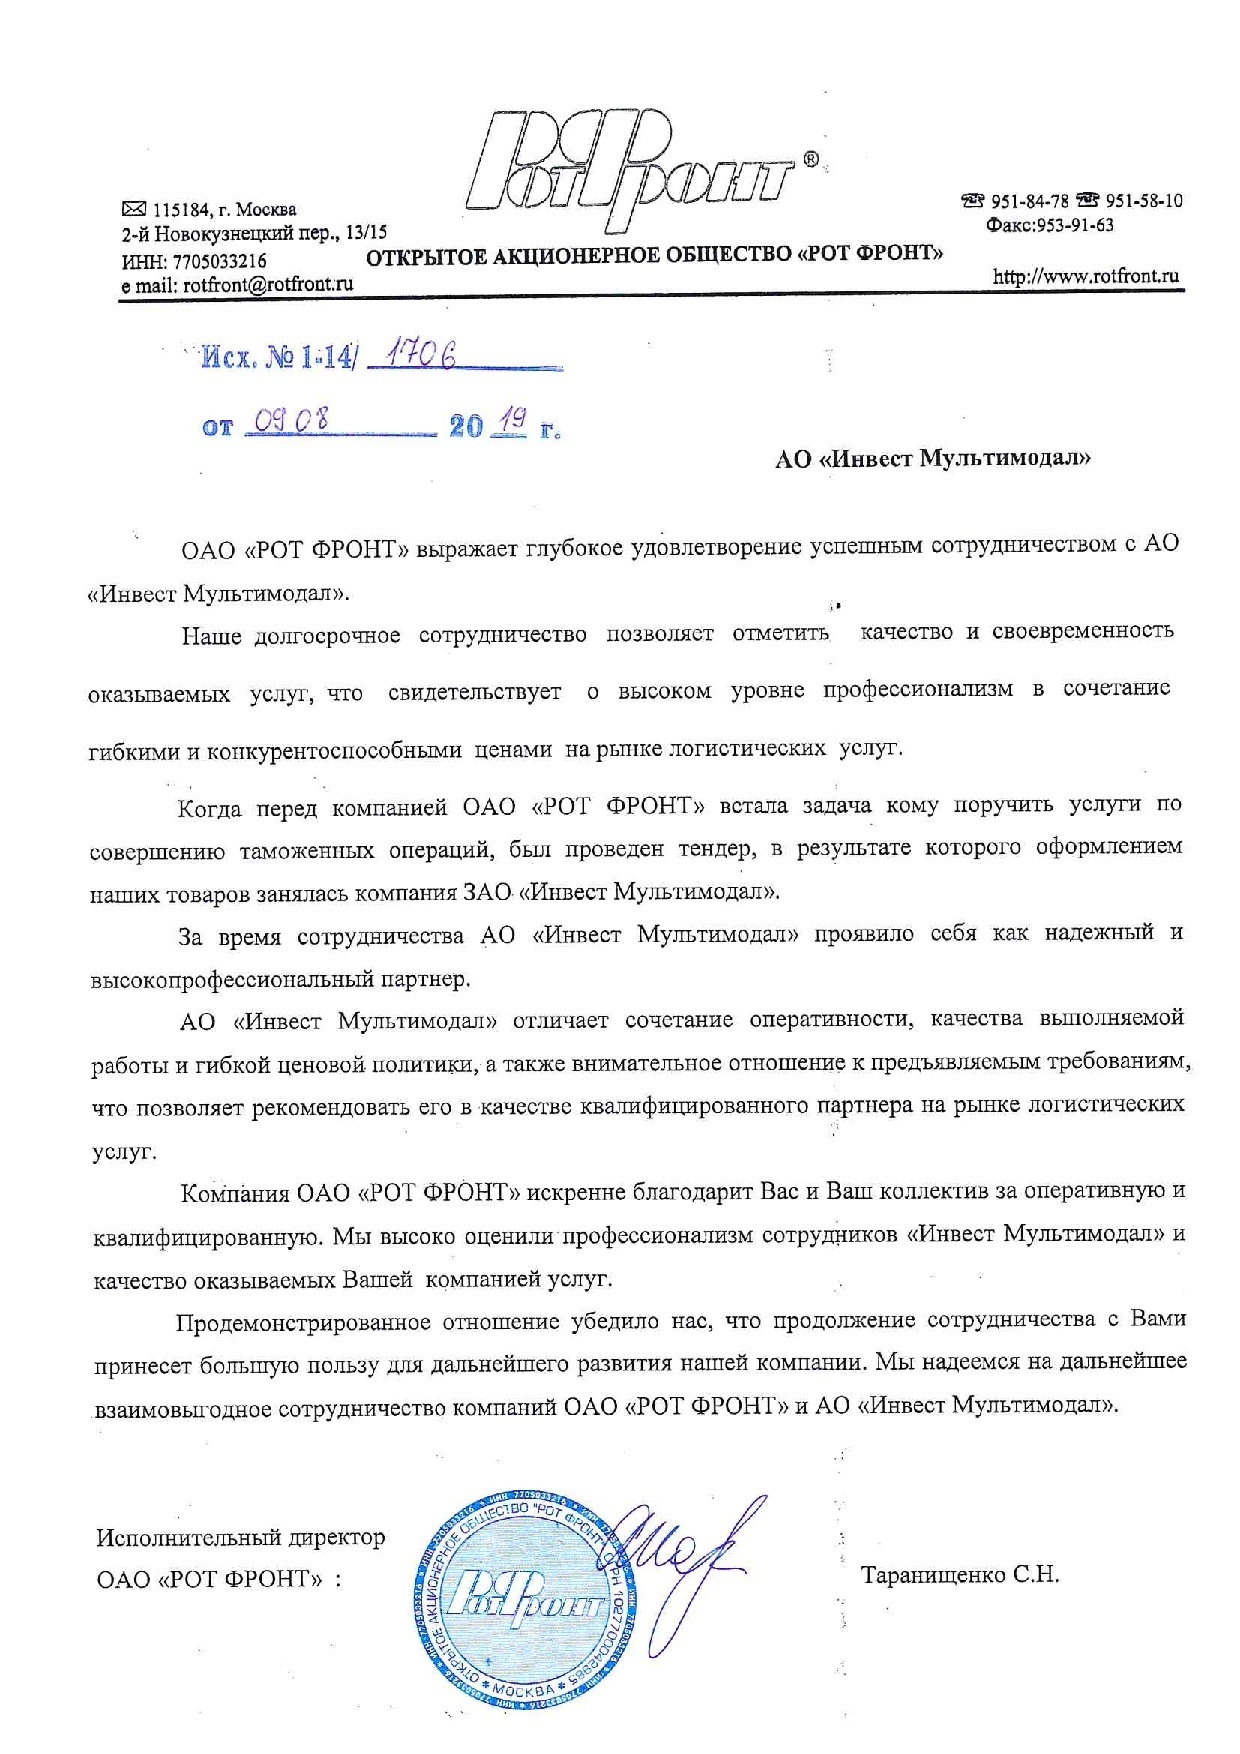 РОТ ФРОНТ ®
115184, г. Москва
2-й Новокузнецкий пер., 13/15
ИНН: 7705033216
e mail: rotfront@rotfront.ru
ОТКРЫТОЕ АКЦИОНЕРНОЕ ОБЩЕСТВО «РОТ ФРОНТ»
☏ 951-84-78 ☏ 951-58-10
Факс:953-91-63
http://www.rotfront.ru
Исх. № 1-14/ 1706
от 09 08 2019 г.
АО «Инвест Мультимодал»
ОАО «РОТ ФРОНТ» выражает глубокое удовлетворение успешным сотрудничеством с АО
«Инвест Мультимодал».
Наше долгосрочное сотрудничество позволяет отметить качество и своевременность
оказываемых услуг, что свидетельствует о высоком уровне профессионализм в сочетание
гибкими и конкурентоспособными ценами на рынке логистических услуг.
Когда перед компанией ОАО «РОТ ФРОНТ» встала задача кому поручить услуги по
совершению таможенных операций, был проведен тендер, в результате которого оформлением
наших товаров занялась компания ЗАО «Инвест Мультимодал».
За время сотрудничества АО «Инвест Мультимодал» проявило себя как надежный и
высокопрофессиональный партнер.
АО «Инвест Мультимодал» отличает сочетание оперативности, качества выполняемой
работы и гибкой ценовой политики, а также внимательное отношение к предъявляемым требованиям,
что позволяет рекомендовать его в качестве квалифицированного партнера на рынке логистических
услуг.
Компания ОАО «РОТ ФРОНТ» искренне благодарит Вас и Ваш коллектив за оперативную и
квалифицированную. Мы высоко оценили профессионализм сотрудников «Инвест Мультимодал» и
качество оказываемых Вашей компанией услуг.
Продемонстрированное отношение убедило нас, что продолжение сотрудничества с Вами
принесет большую пользу для дальнейшего развития нашей компании. Мы надеемся на дальнейшее
взаимовыгодное сотрудничество компаний ОАО «РОТ ФРОНТ» и АО «Инвест Мультимодал».
Исполнительный директор
ОАО «РОТ ФРОНТ» :
Таранищенко С.Н.
ОТКРЫТОЕ АКЦИОНЕРНОЕ ОБЩЕСТВО "РОТ ФРОНТ" ОГРН 1027700042985
* МОСКВА *
РОТ ФРОНТ
ИНН 7705033216